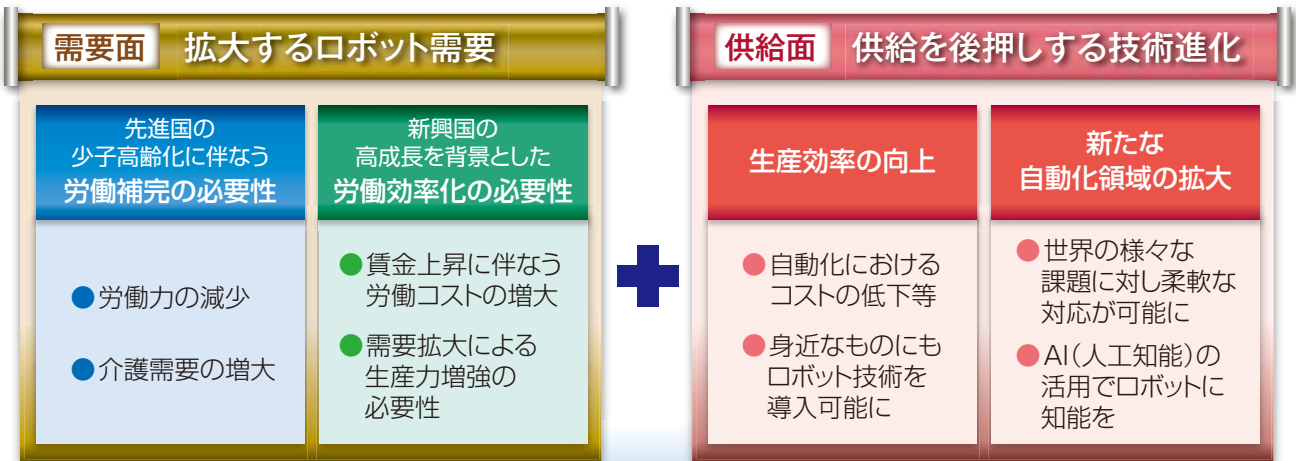 需要面 拡大するロボット需要
先進国の
少子高齢化に伴なう
労働補完の必要性
●労働力の減少
●介護需要の増大
新興国の
高成長を背景とした
労働効率化の必要性
●賃金上昇に伴なう
労働コストの増大
●需要拡大による
生産力増強の
必要性
供給面 供給を後押しする技術進化
生産効率の向上
●自動化における
コストの低下等
●身近なものにも
ロボット技術を
導入可能に
新たな
自動化領域の拡大
●世界の様々な
課題に対し柔軟な
対応が可能に
●AI(人工知能)の
活用でロボットに
知能を